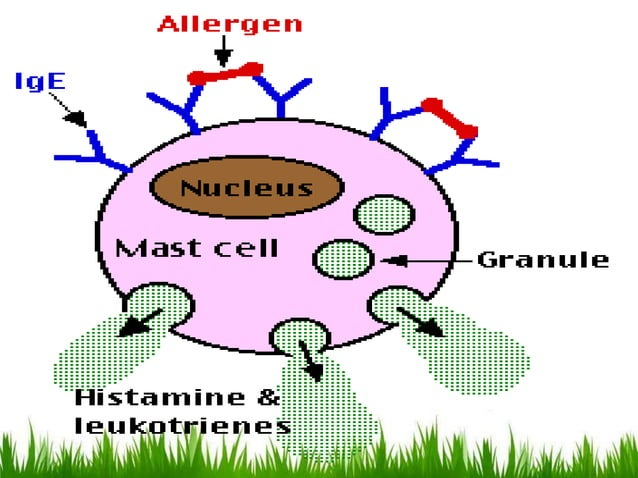 Allergen
IgE
Nucleus
Mast cell
Granule
Histamine &
leukotrienes